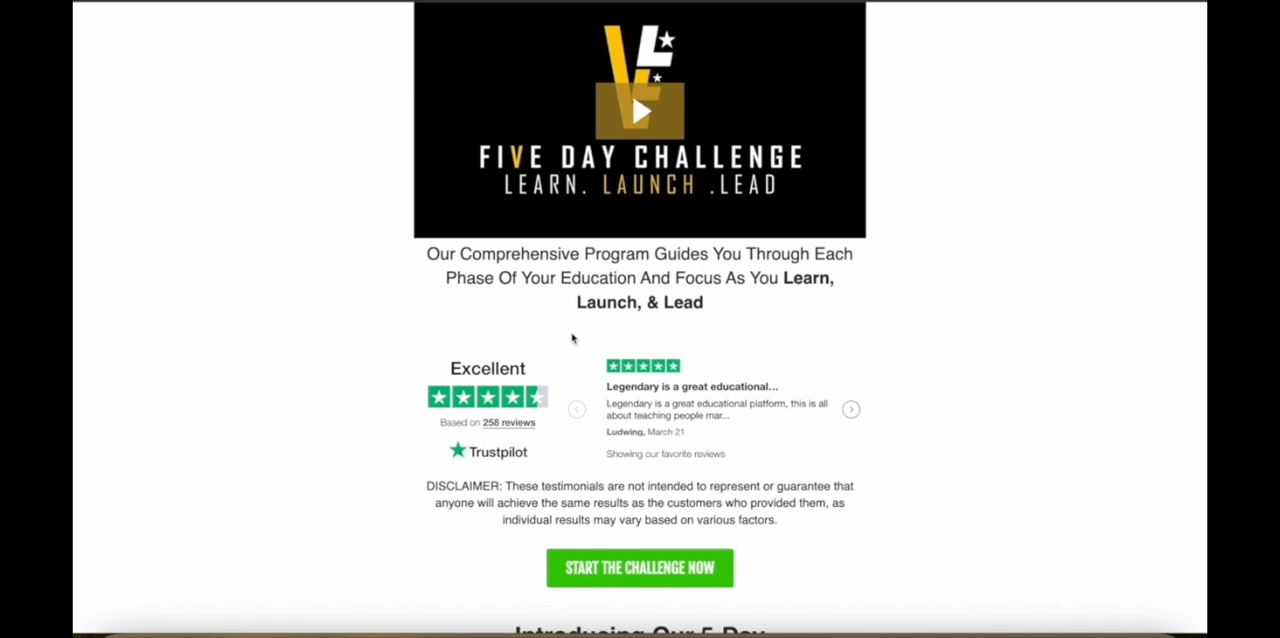 FIVE DAY CHALLENGE
LEARN. LAUNCH .LEAD
Our Comprehensive Program Guides You Through Each
Phase Of Your Education And Focus As You Learn,
Launch, & Lead
Excellent
Based on 258 reviews
Trustpilot
Legendary is a great educational...
Legendary is a great educational platform, this is all
about teaching people mar...
Ludwing, March 21
Showing our favorite reviews
DISCLAIMER: These testimonials are not intended to represent or guarantee that
anyone will achieve the same results as the customers who provided them, as
individual results may vary based on various factors.
START THE CHALLENGE NOW
Introducing Our 5-Day